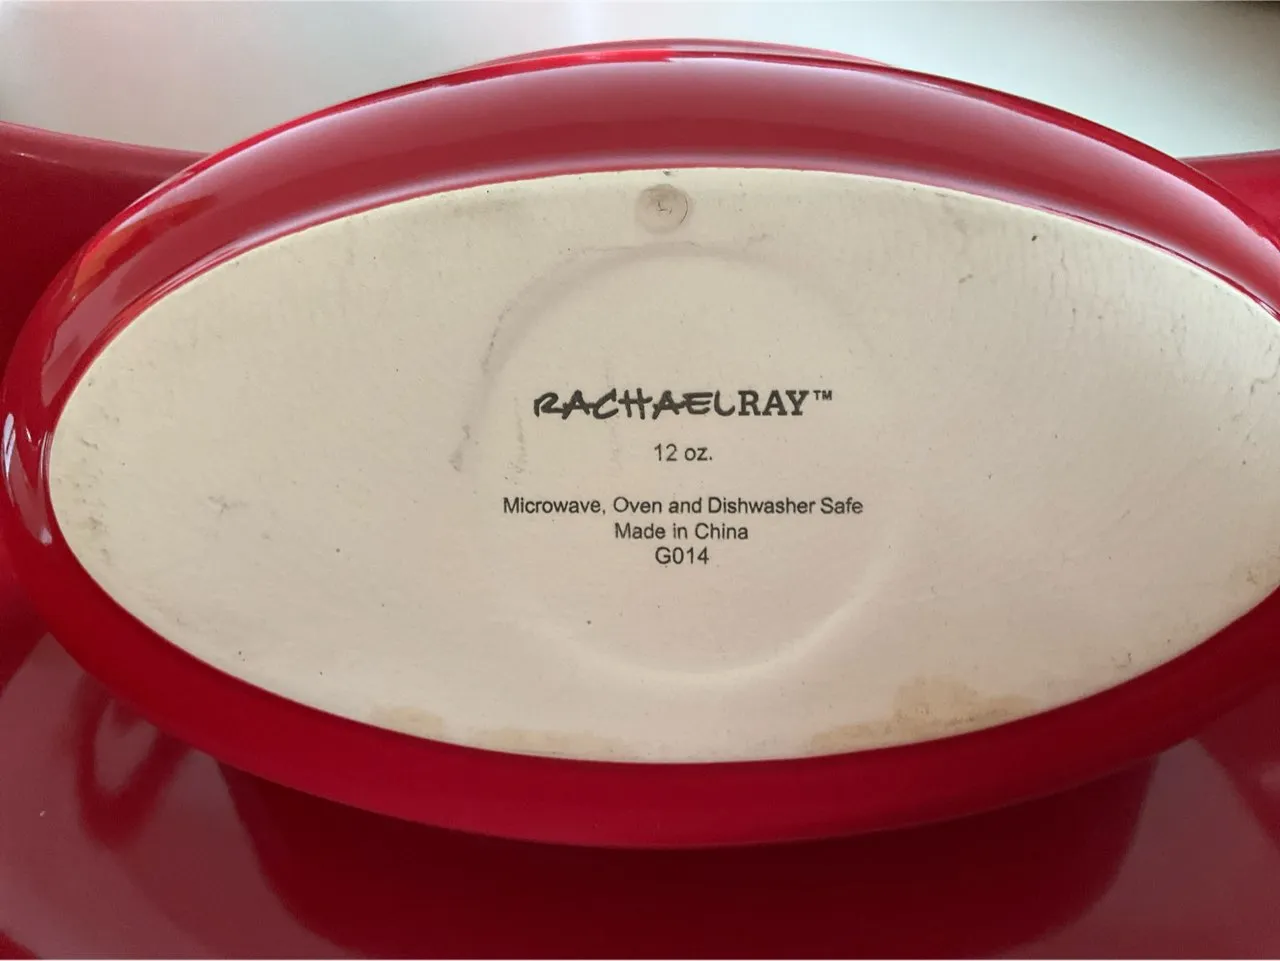 RACHAELRAY™
12 oz.
Microwave, Oven and Dishwasher Safe
Made in China
G014